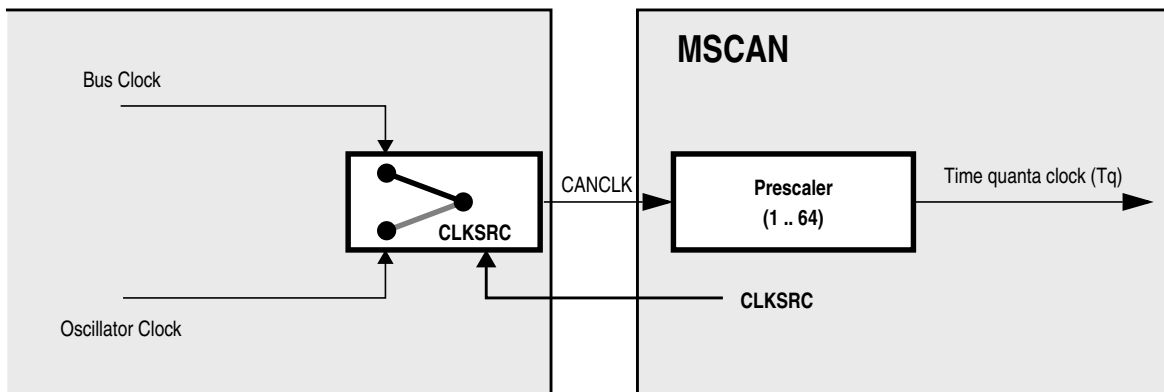 MSCAN
Bus Clock
CANCLK
Time quanta clock (Tq)
Prescaler
(1 .. 64)
CLKSRC
CLKSRC
Oscillator Clock